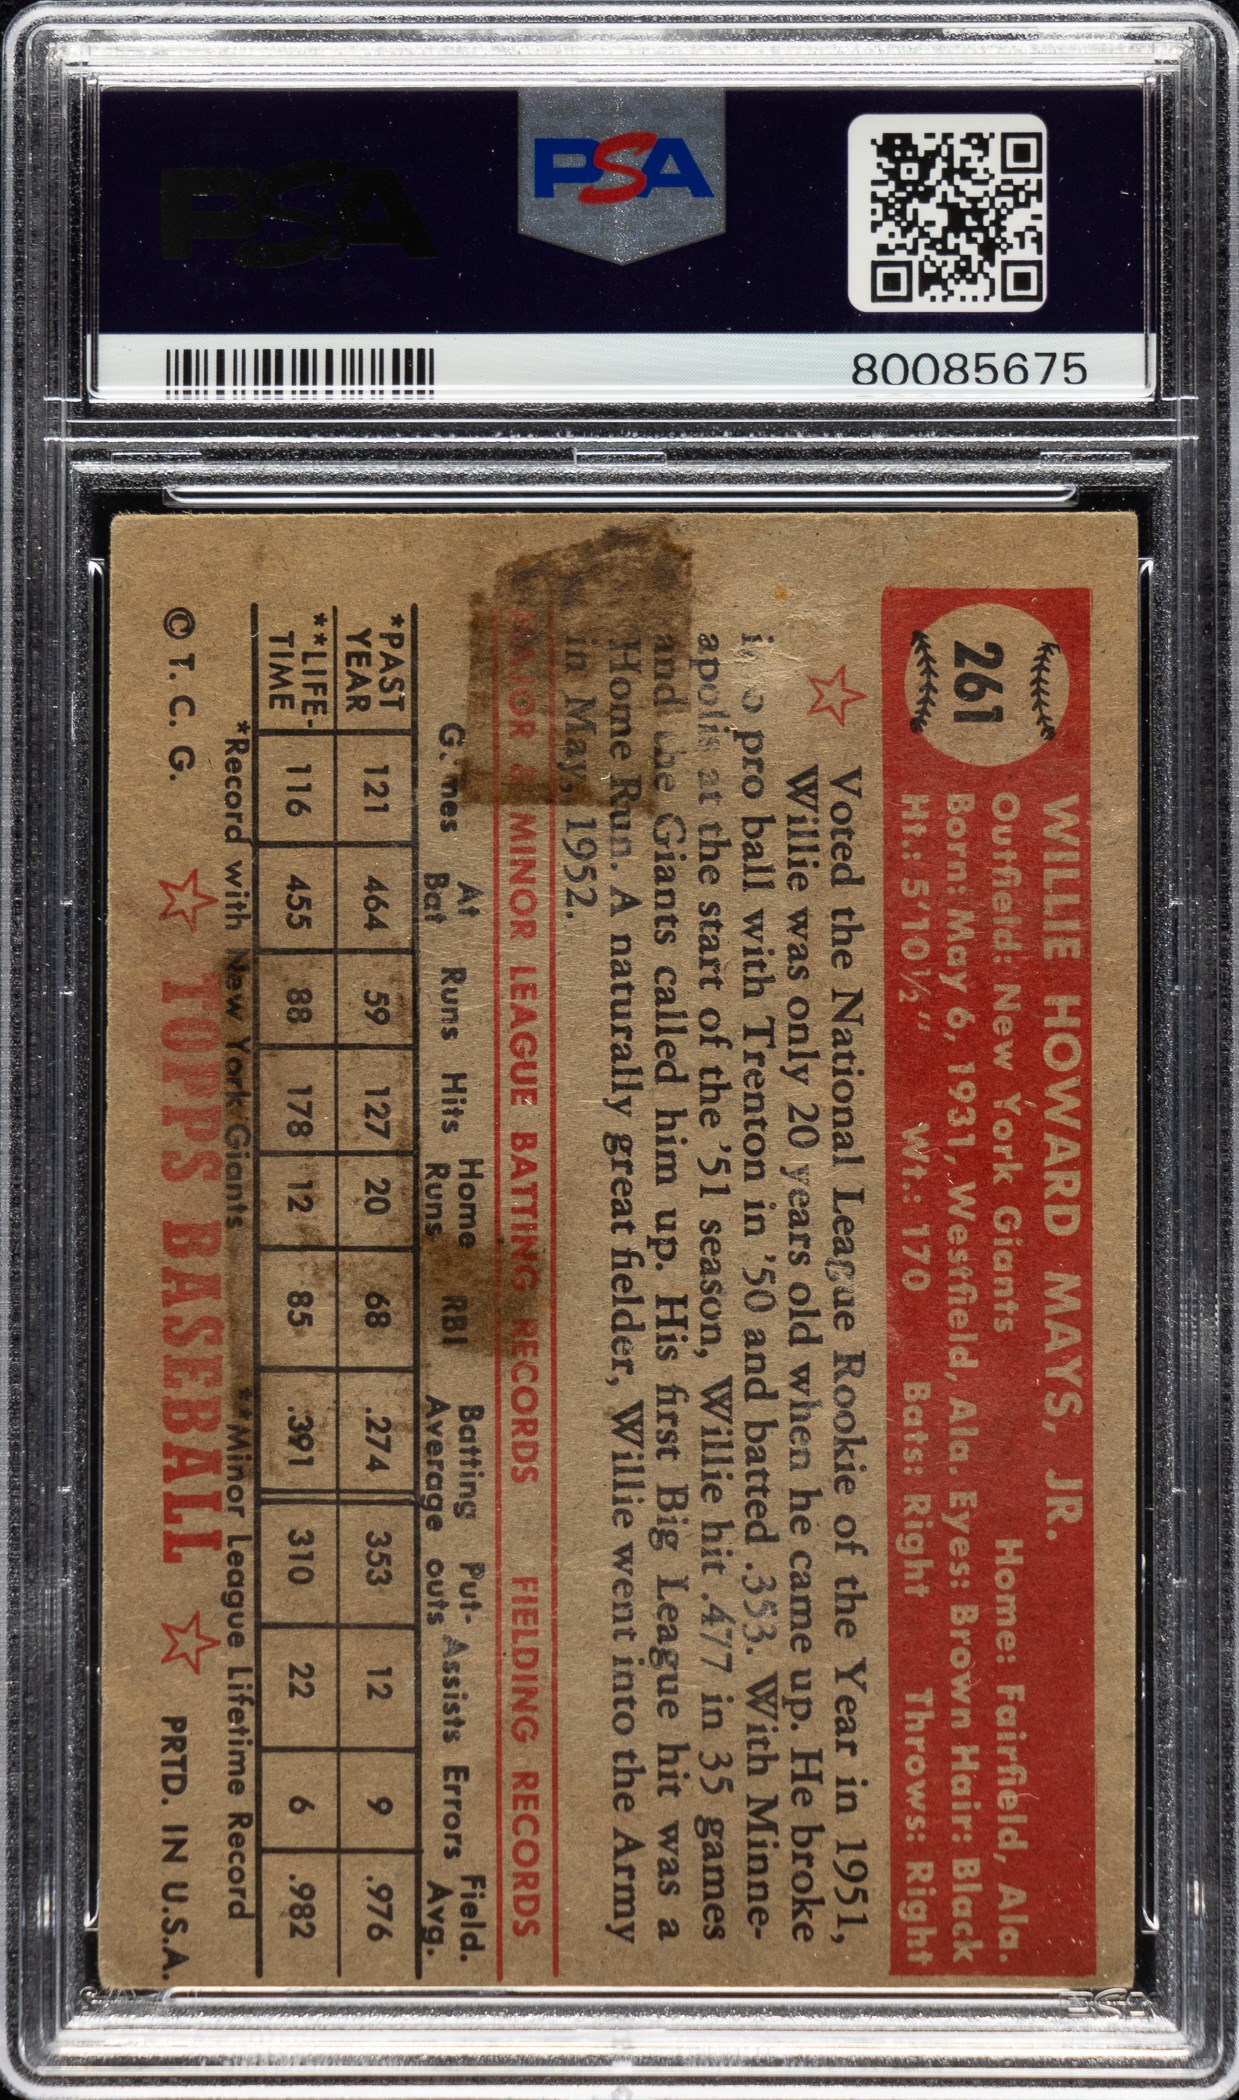 PSA
PSA
80085675
261
WILLIE HOWARD MAYS, JR.
Outfield: New York Giants Home: Fairfield, Ala.
Born: May 6, 1931, Westfield, Ala. Eyes: Brown Hair: Black
Ht.: 5'10½" Wt.: 170 Bats: Right Throws: Right
Voted the National League Rookie of the Year in 1951,
Willie was only 20 years old when he came up. He broke
pro ball with Trenton in '50 and batted .353. With Minne-
apolis at the start of the '51 season, Willie hit .477 in 35 games
and the Giants called him up. His first Big League hit was a
Home Run. A naturally great fielder, Willie went into the Army
in May, 1952.
MAJOR & MINOR LEAGUE BATTING RECORDS FIELDING RECORDS
Games At Bat Runs Hits Home Runs RBI Batting Average Put-outs Assists Errors Field. Avg.
*PAST YEAR 121 464 59 127 20 68 .274 353 12 9 .976
**LIFE-TIME 116 455 88 178 12 85 .391 310 22 6 .982
*Record with New York Giants **Minor League Lifetime Record
© T. C. G. TOPPS BASEBALL PRTD. IN U.S.A.